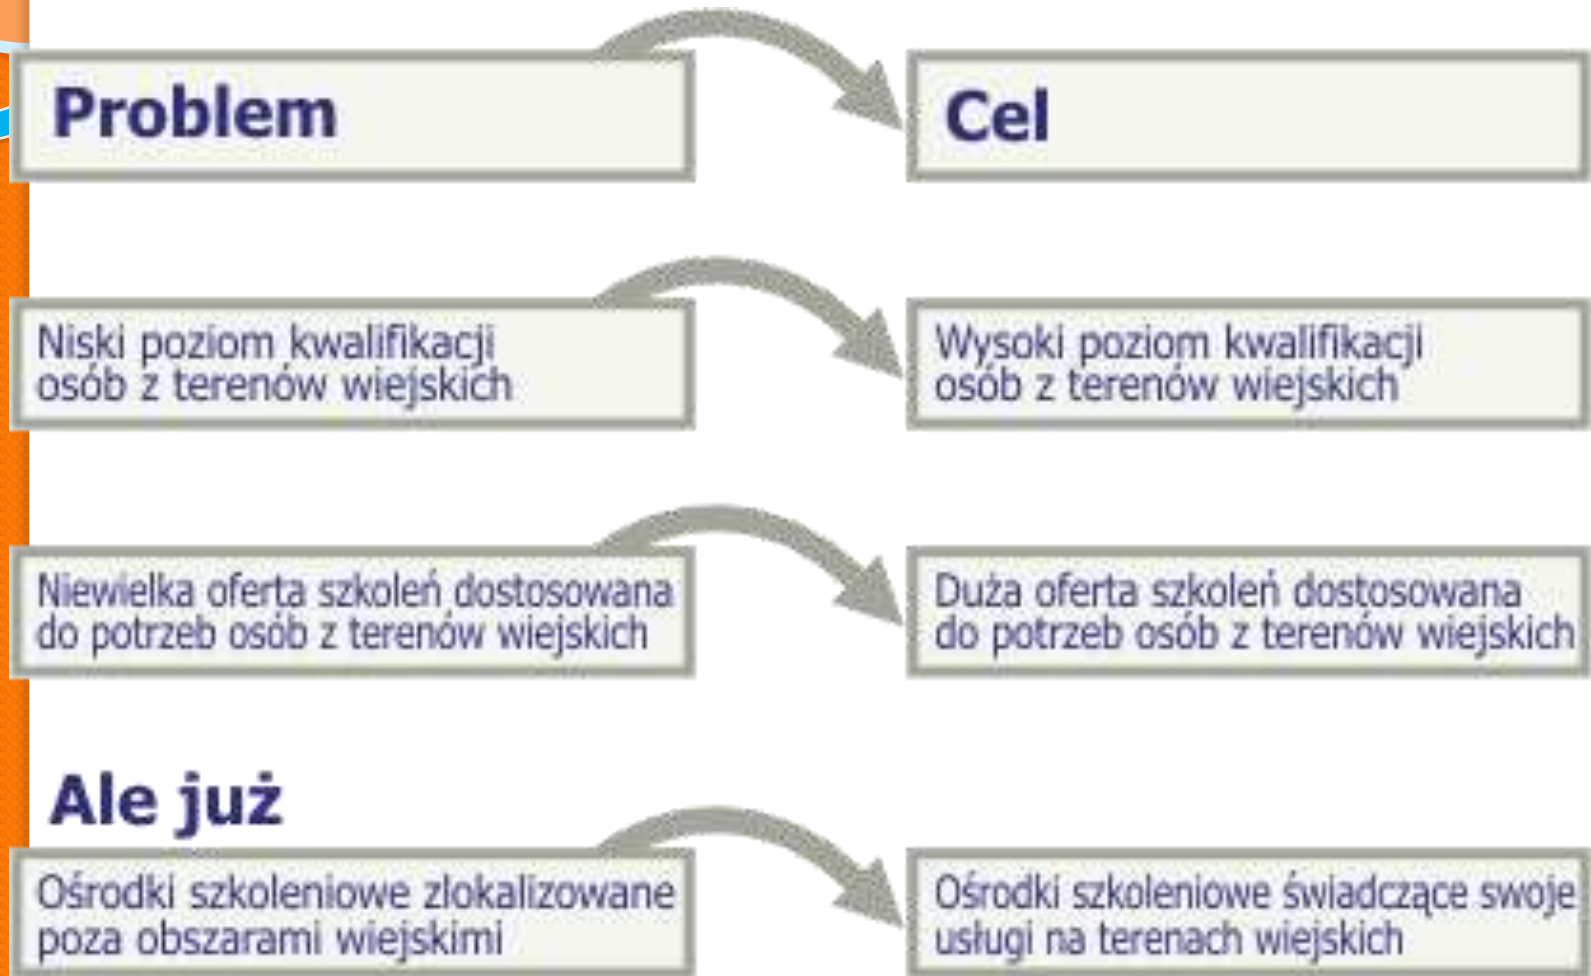 Problem
Cel
Niski poziom kwalifikacji
osób z terenów wiejskich
Wysoki poziom kwalifikacji
osób z terenów wiejskich
Niewielka oferta szkoleń dostosowana
do potrzeb osób z terenów wiejskich
Duża oferta szkoleń dostosowana
do potrzeb osób z terenów wiejskich
Ale już
Ośrodki szkoleniowe zlokalizowane
poza obszarami wiejskimi
Ośrodki szkoleniowe świadczące swoje
usługi na terenach wiejskich